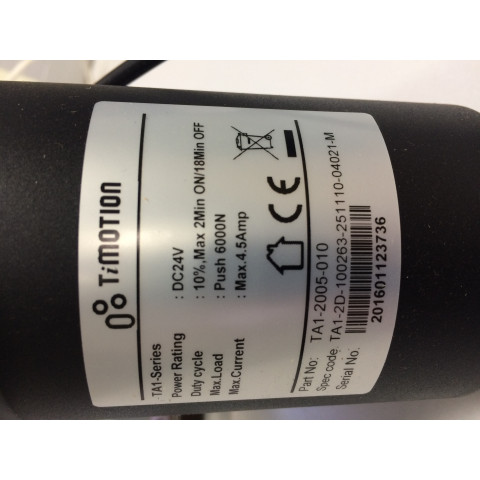 TiMOTION
TA1-Series
Power Rating : DC24V
Duty cycle : 10%,Max 2Min ON/18Min OFF
Max.Load : Push 6000N
Max.Current : Max.4.5Amp
CE
Part No: TA1-2005-010
Spec code TA1-2D-100263-251110-04021-M
Serial No.
201601123736